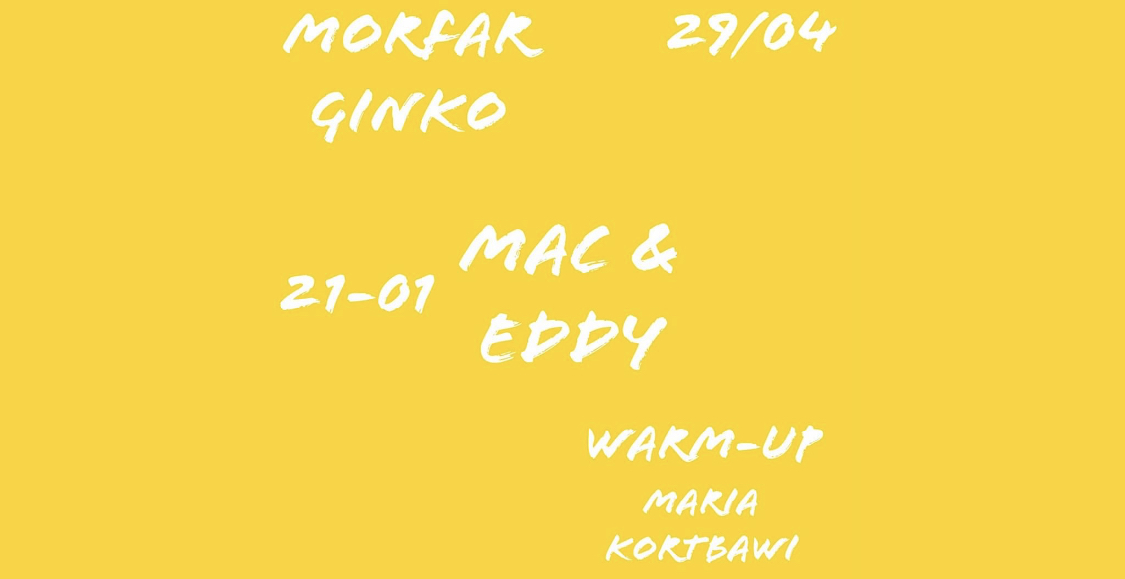 MORFAR
GINKO
29/04
21-01
MAC &
EDDY
WARM-UP
MARIA
KORTBAWI